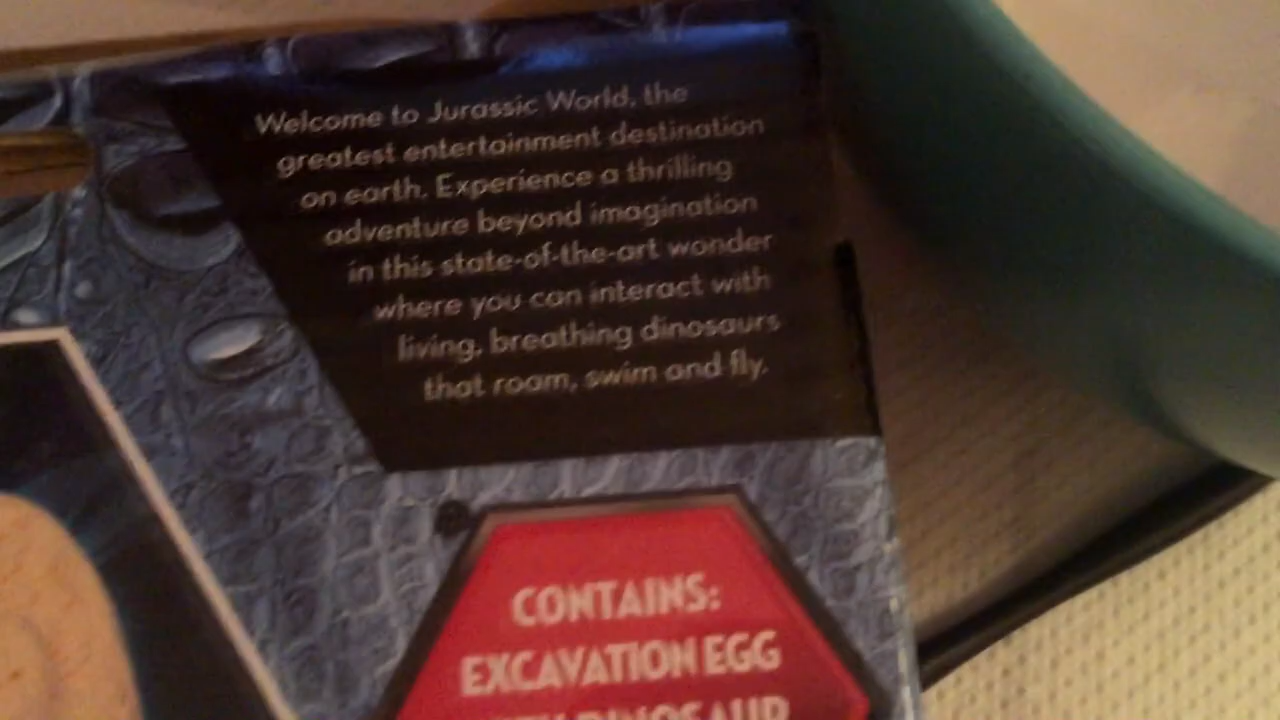 Welcome to Jurassic World, the
greatest entertainment destination
on earth. Experience a thrilling
adventure beyond imagination
in this state-of-the-art wonder
where you can interact with
living, breathing dinosaurs
that roam, swim and fly.
CONTAINS:
EXCAVATION EGG
WITH DINOSAUR